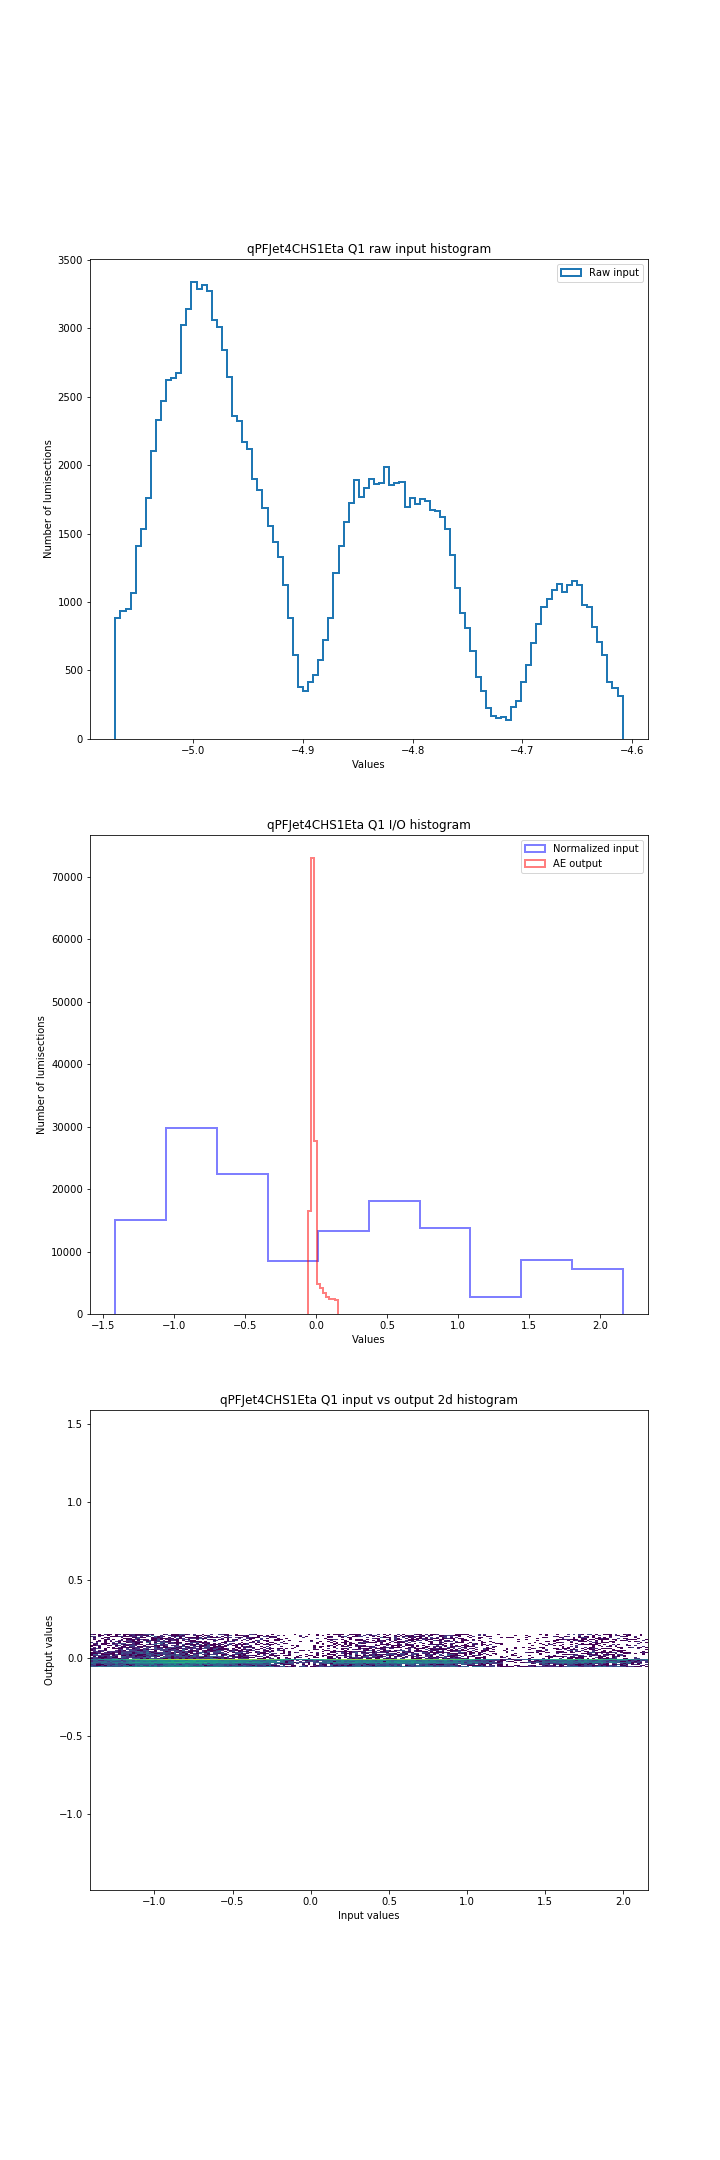 qPFJet4CHS1Eta Q1 raw input histogram
Raw input
3500
3000
2500
2000
1500
1000
500
0
Number of lumisections
−5.0 −4.9 −4.8 −4.7 −4.6
Values
qPFJet4CHS1Eta Q1 I/O histogram
Normalized input
AE output
70000
60000
50000
40000
30000
20000
10000
0
Number of lumisections
−1.5 −1.0 −0.5 0.0 0.5 1.0 1.5 2.0
Values
qPFJet4CHS1Eta Q1 input vs output 2d histogram
1.5
1.0
0.5
0.0
−0.5
−1.0
Output values
−1.0 −0.5 0.0 0.5 1.0 1.5 2.0
Input values